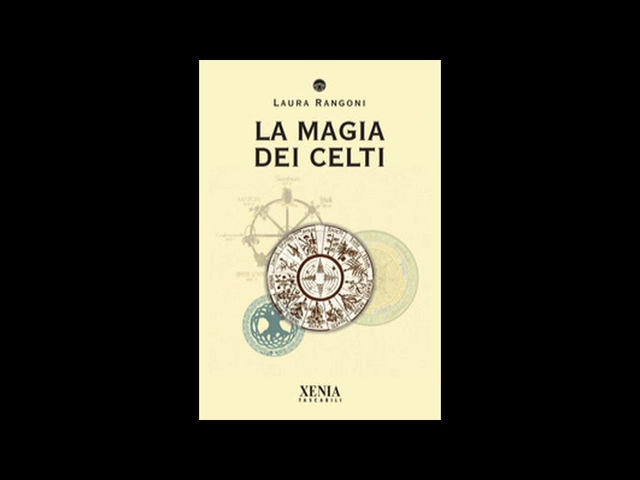 LAURA RANGONI
LA MAGIA
DEI CELTI
XENIA
TASCABILI